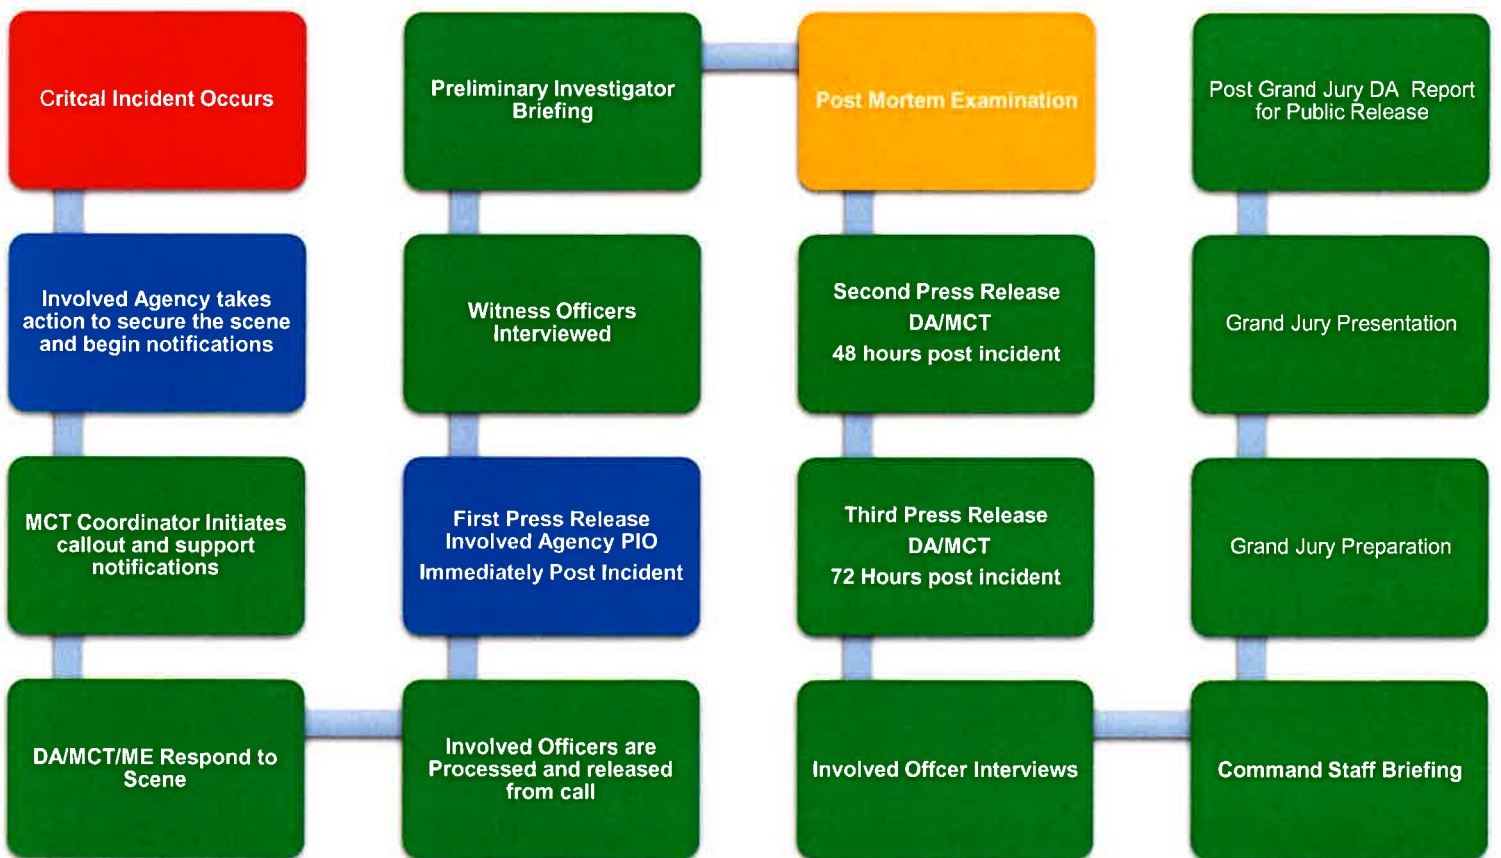 Critcal Incident Occurs
Involved Agency takes
action to secure the scene
and begin notifications
MCT Coordinator Initiates
callout and support
notifications
DA/MCT/ME Respond to
Scene
Involved Officers are
Processed and released
from call
First Press Release
Involved Agency PIO
Immediately Post Incident
Witness Officers
Interviewed
Preliminary Investigator
Briefing
Post Mortem Examination
Second Press Release
DA/MCT
48 hours post incident
Third Press Release
DA/MCT
72 Hours post incident
Involved Offcer Interviews
Command Staff Briefing
Grand Jury Preparation
Grand Jury Presentation
Post Grand Jury DA Report
for Public Release